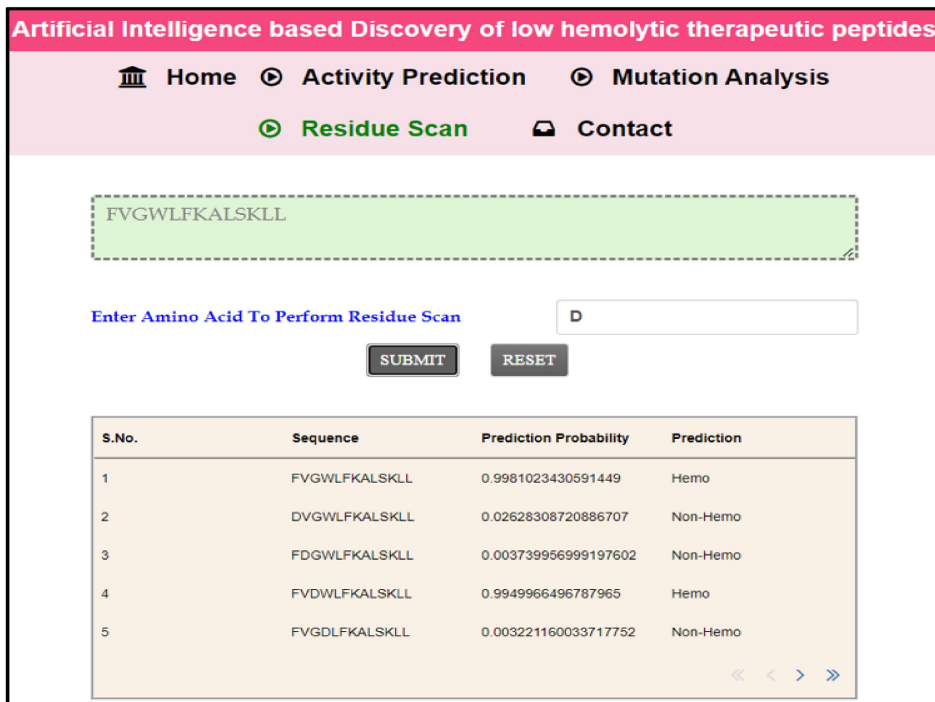 Artificial Intelligence based Discovery of low hemolytic therapeutic peptides
Home Activity Prediction Mutation Analysis
Residue Scan Contact
FVGWLFKALSKLL
Enter Amino Acid To Perform Residue Scan D
SUBMIT RESET
S.No. Sequence Prediction Probability Prediction
1 FVGWLFKALSKLL 0.9981023430591449 Hemo
2 DVGWLFKALSKLL 0.02628308720886707 Non-Hemo
3 FDGWLFKALSKLL 0.003739956999197602 Non-Hemo
4 FVDWLFKALSKLL 0.9949966496787965 Hemo
5 FVGDLFKALSKLL 0.003221160033717752 Non-Hemo